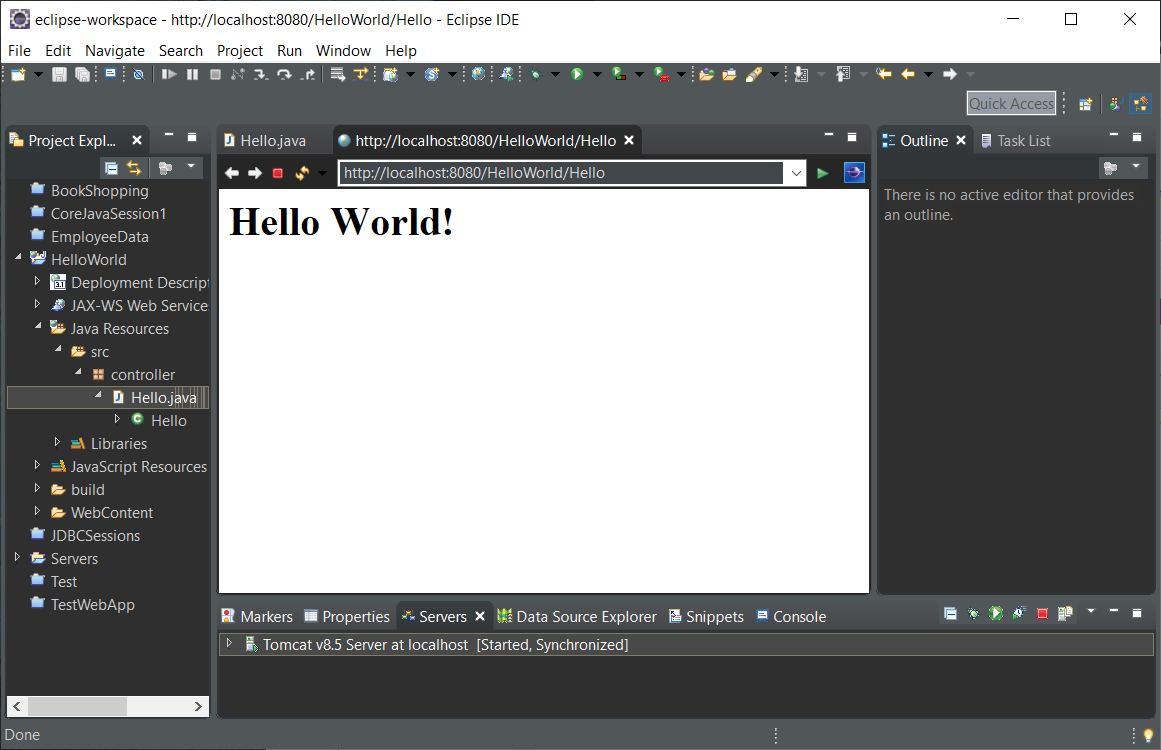 eclipse-workspace - http://localhost:8080/HelloWorld/Hello - Eclipse IDE
File Edit Navigate Search Project Run Window Help
Quick Access
Project Expl...
BookShopping
CoreJavaSession1
EmployeeData
HelloWorld
Deployment Descript
JAX-WS Web Service
Java Resources
src
controller
Hello.java
Hello
Libraries
JavaScript Resources
build
WebContent
JDBCSessions
Servers
Test
TestWebApp
Hello.java http://localhost:8080/HelloWorld/Hello
http://localhost:8080/HelloWorld/Hello
Hello World!
Outline Task List
There is no active editor that provides
an outline.
Markers Properties Servers Data Source Explorer Snippets Console
Tomcat v8.5 Server at localhost [Started, Synchronized]
Done